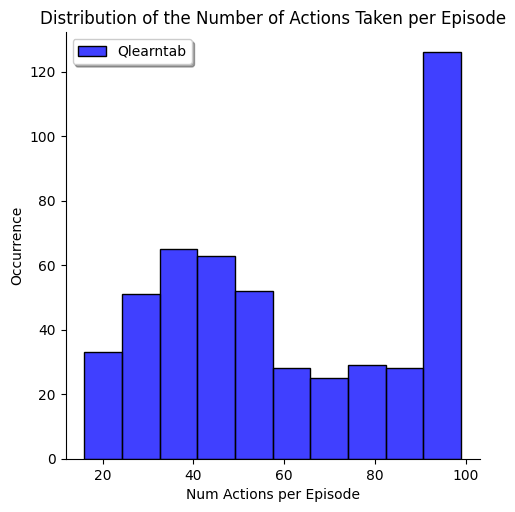 Distribution of the Number of Actions Taken per Episode
Qlearntab
120
100
80
60
40
20
0
Occurrence
20 40 60 80 100
Num Actions per Episode